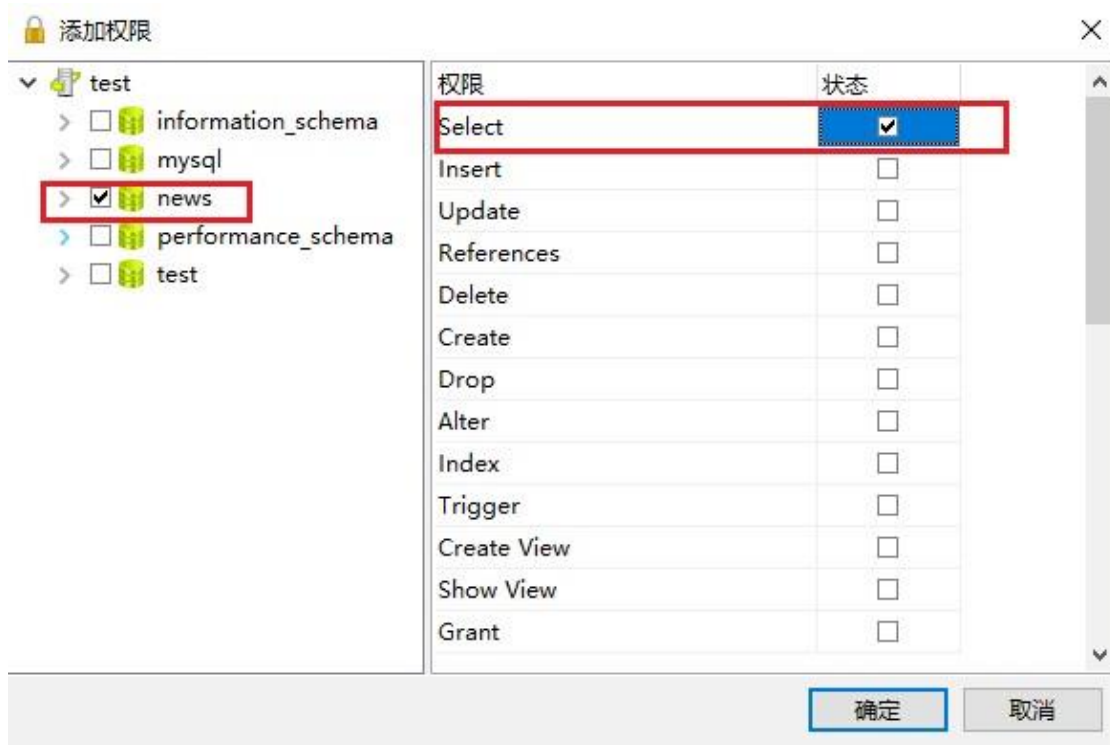 添加权限
test
information_schema
mysql
news
performance_schema
test
权限 状态
Select
Insert
Update
References
Delete
Create
Drop
Alter
Index
Trigger
Create View
Show View
Grant
确定 取消